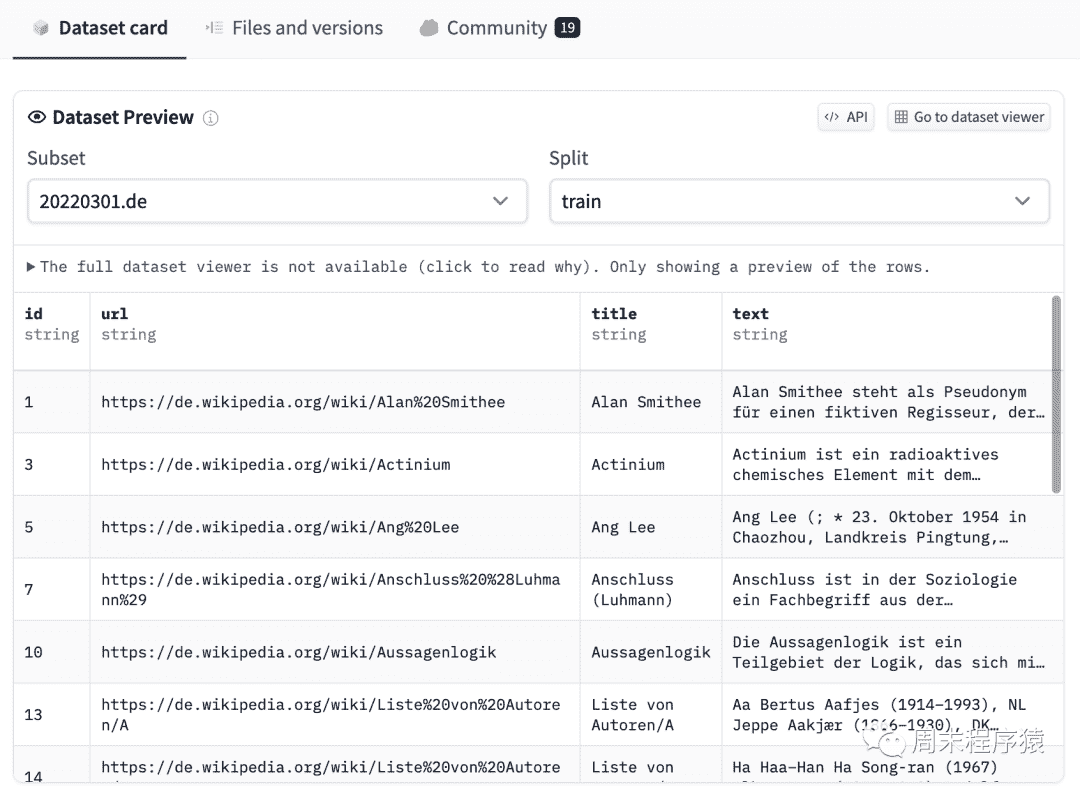 Dataset card Files and versions Community 19
Dataset Preview </> API Go to dataset viewer
Subset Split
20220301.de train
The full dataset viewer is not available (click to read why). Only showing a preview of the rows.
id url title text
string string string string
1 https://de.wikipedia.org/wiki/Alan%20Smithee Alan Smithee Alan Smithee steht als Pseudonym
für einen fiktiven Regisseur, der…
3 https://de.wikipedia.org/wiki/Actinium Actinium Actinium ist ein radioaktives
chemisches Element mit dem…
5 https://de.wikipedia.org/wiki/Ang%20Lee Ang Lee Ang Lee (; * 23. Oktober 1954 in
Chaozhou, Landkreis Pingtung,…
7 https://de.wikipedia.org/wiki/Anschluss%20%28Luhma Anschluss Anschluss ist in der Soziologie
nn%29 (Luhmann) ein Fachbegriff aus der…
10 https://de.wikipedia.org/wiki/Aussagenlogik Aussagenlogik Die Aussagenlogik ist ein
Teilgebiet der Logik, das sich mi…
13 https://de.wikipedia.org/wiki/Liste%20von%20Autore Liste von Aa Bertus Aafjes (1914–1993), NL
n/A Autoren/A Jeppe Aakjær (1866–1930), DK…
周末程序猿
14 https://de.wikipedia.org/wiki/Liste%20von%20Autore Liste von Ha Haa–Han Ha Song-ran (1967)